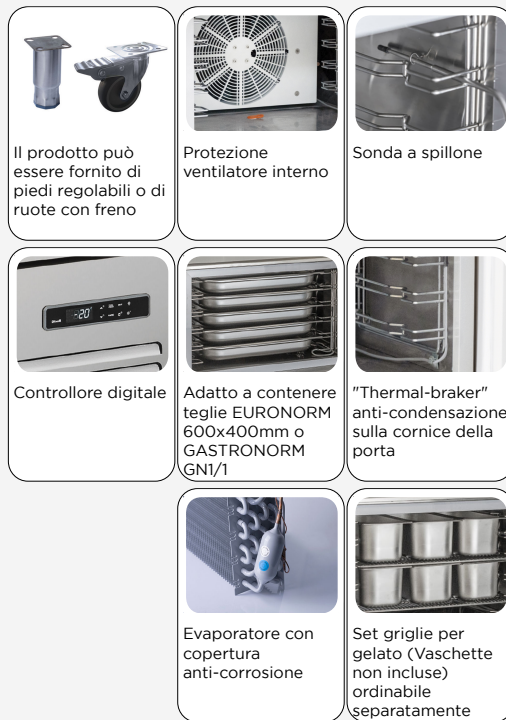 Il prodotto può
essere fornito di
piedi regolabili o di
ruote con freno
Protezione
ventilatore interno
Sonda a spillone
-20
Controllore digitale
Adatto a contenere
teglie EURONORM
600x400mm o
GASTRONORM
GN1/1
"Thermal-braker"
anti-condensazione
sulla cornice della
porta
Evaporatore con
copertura
anti-corrosione
Set griglie per
gelato (Vaschette
non incluse)
ordinabile
separatamente